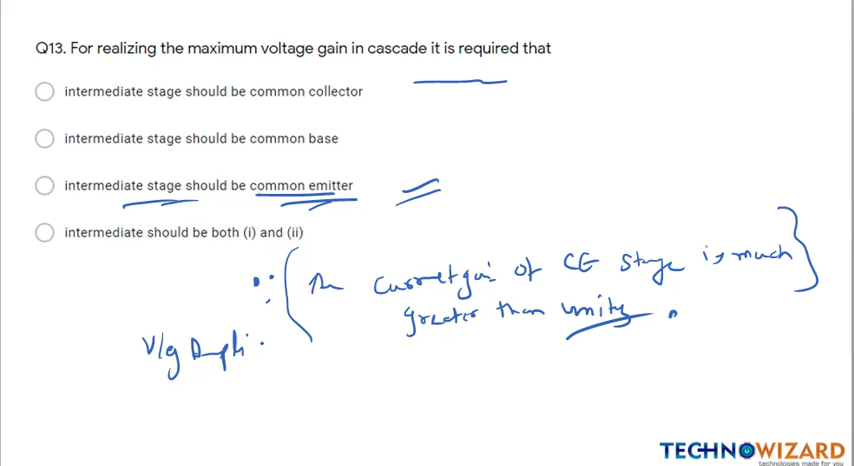 Q13. For realizing the maximum voltage gain in cascade it is required that
intermediate stage should be common collector
intermediate stage should be common base
intermediate stage should be common emitter
intermediate should be both (i) and (ii)
∵ ( The current gain of CE stage is much
greater than unity.
V/g Ampli.
TECHNOWIZARD
technologies made for you